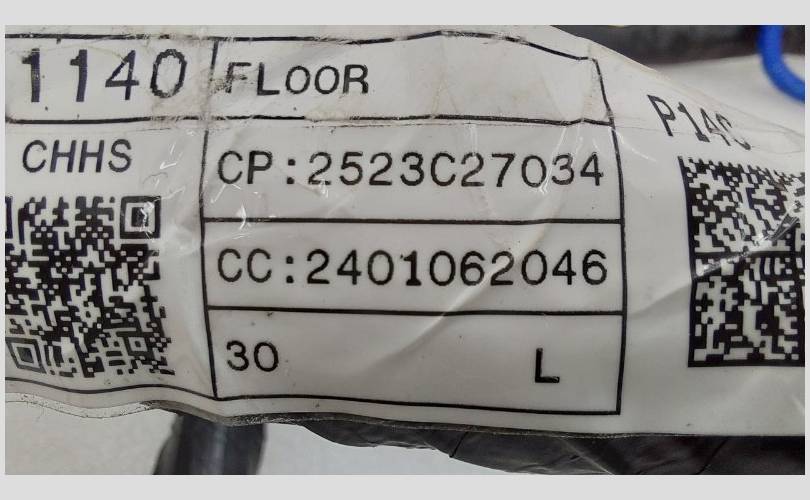 1140 FLOOR
CHHS
CP:2523C27034
CC:2401062046
30 L